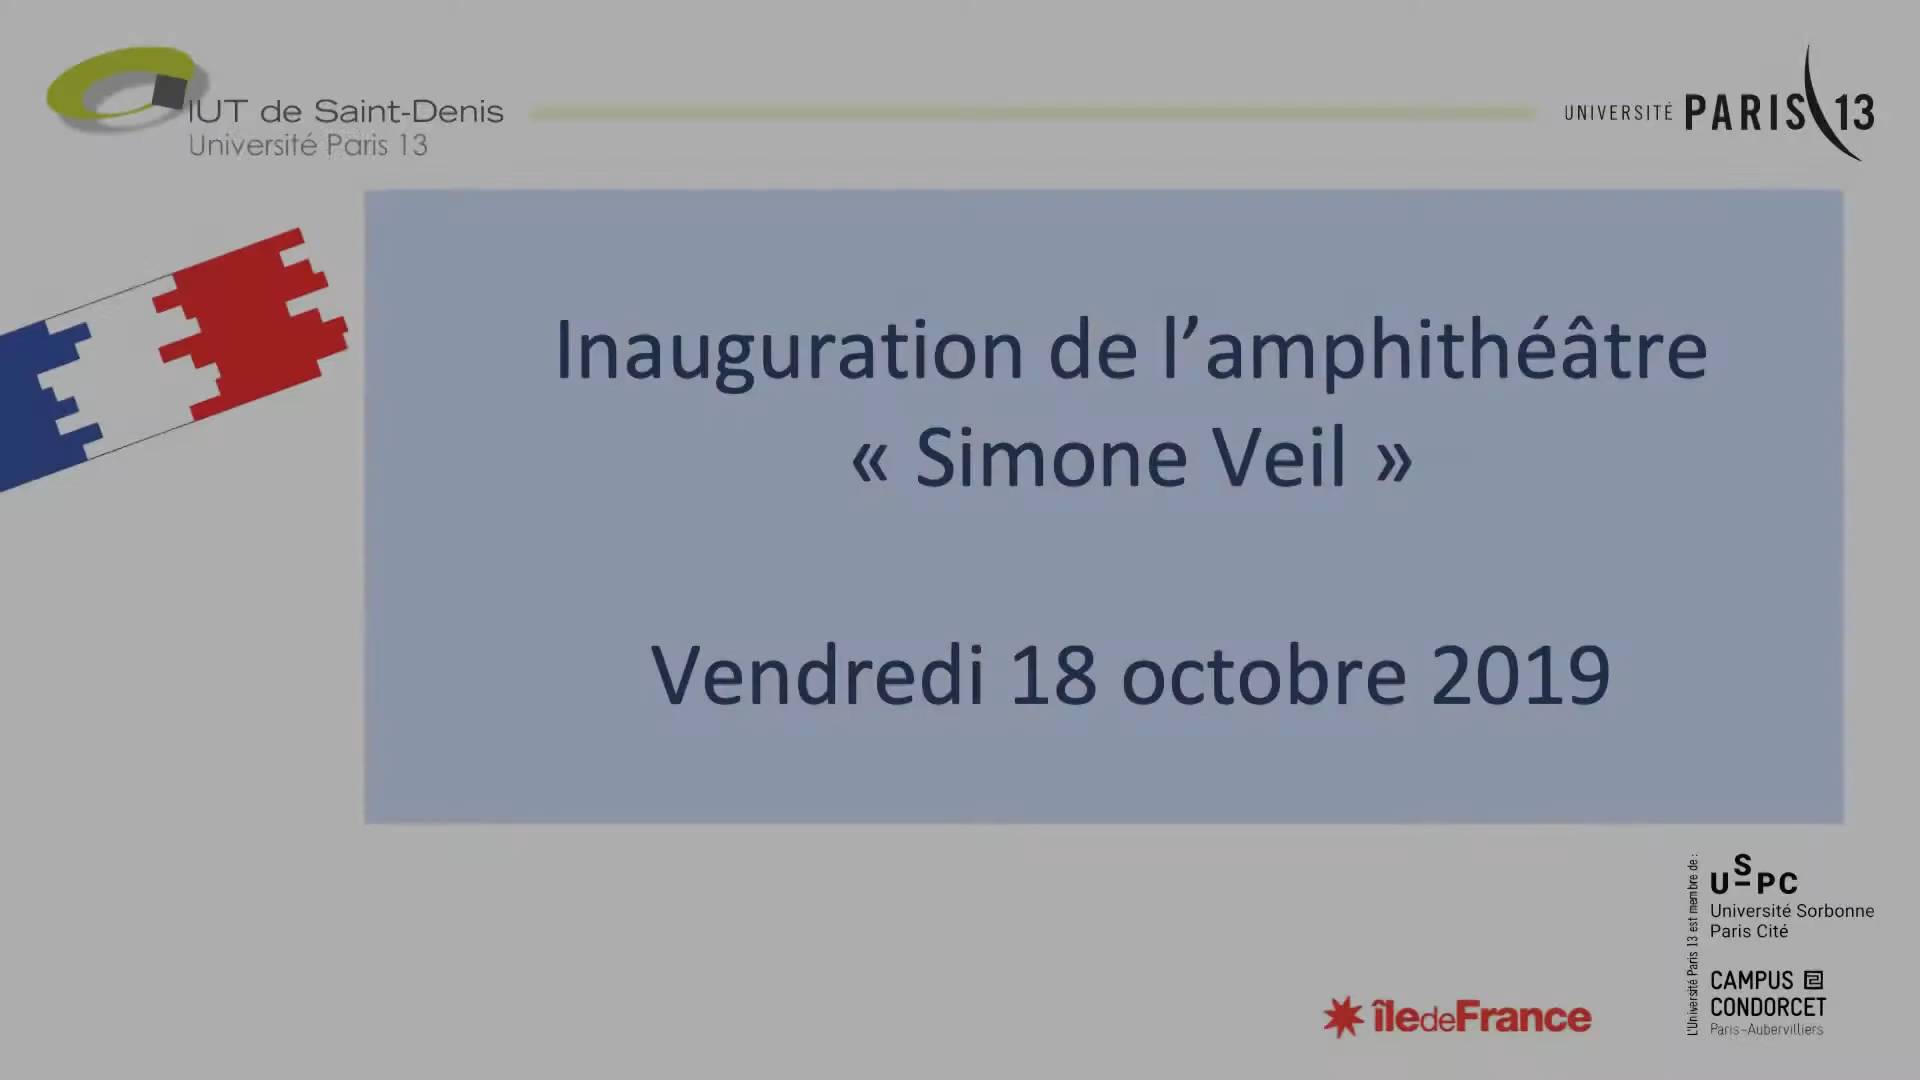 IUT de Saint-Denis
Université Paris 13
UNIVERSITÉ PARIS 13
Inauguration de l’amphithéâtre
« Simone Veil »
Vendredi 18 octobre 2019
L'Université Paris 13 est membre de :
USPC
Université Sorbonne
Paris Cité
CAMPUS
CONDORCET
Paris-Aubervilliers
îledeFrance